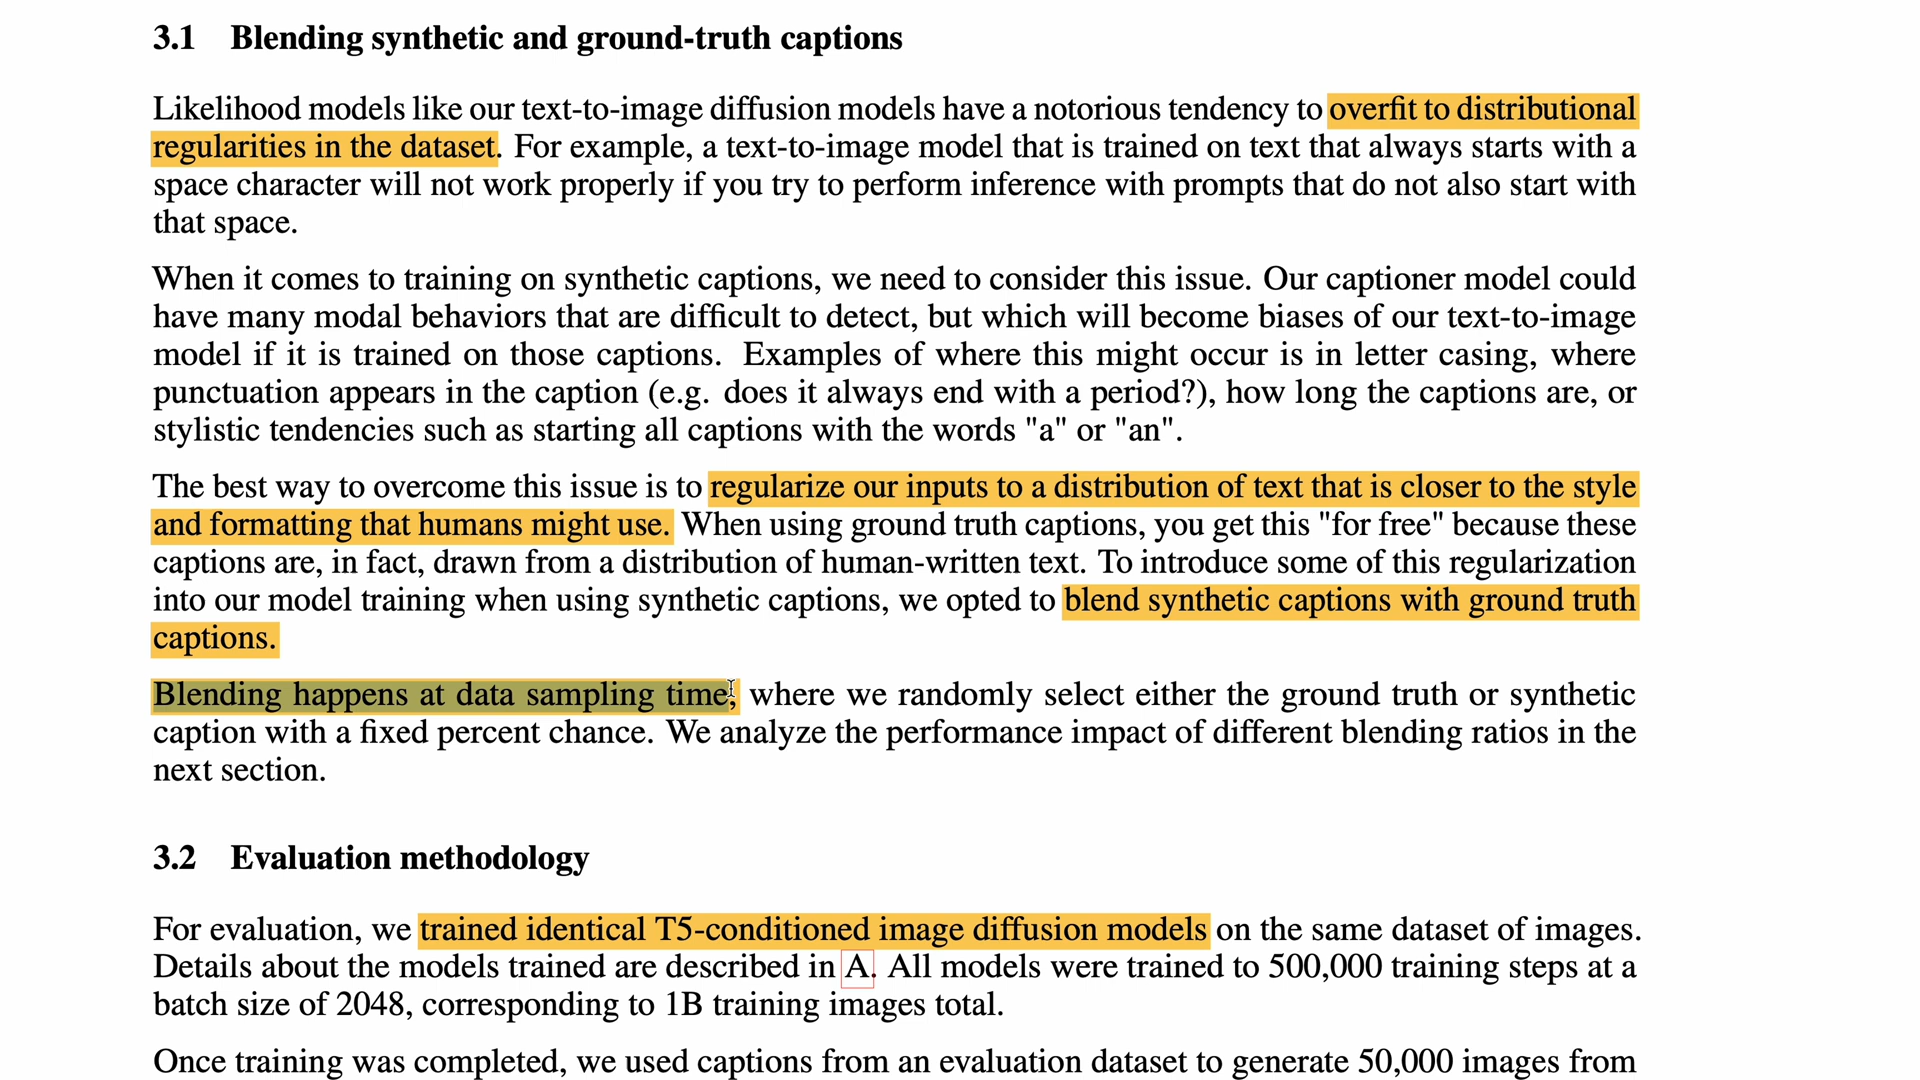 3.1 Blending synthetic and ground-truth captions
Likelihood models like our text-to-image diffusion models have a notorious tendency to overfit to distributional
regularities in the dataset. For example, a text-to-image model that is trained on text that always starts with a
space character will not work properly if you try to perform inference with prompts that do not also start with
that space.
When it comes to training on synthetic captions, we need to consider this issue. Our captioner model could
have many modal behaviors that are difficult to detect, but which will become biases of our text-to-image
model if it is trained on those captions. Examples of where this might occur is in letter casing, where
punctuation appears in the caption (e.g. does it always end with a period?), how long the captions are, or
stylistic tendencies such as starting all captions with the words "a" or "an".
The best way to overcome this issue is to regularize our inputs to a distribution of text that is closer to the style
and formatting that humans might use. When using ground truth captions, you get this "for free" because these
captions are, in fact, drawn from a distribution of human-written text. To introduce some of this regularization
into our model training when using synthetic captions, we opted to blend synthetic captions with ground truth
captions.
Blending happens at data sampling time, where we randomly select either the ground truth or synthetic
caption with a fixed percent chance. We analyze the performance impact of different blending ratios in the
next section.
3.2 Evaluation methodology
For evaluation, we trained identical T5-conditioned image diffusion models on the same dataset of images.
Details about the models trained are described in A. All models were trained to 500,000 training steps at a
batch size of 2048, corresponding to 1B training images total.
Once training was completed, we used captions from an evaluation dataset to generate 50,000 images from